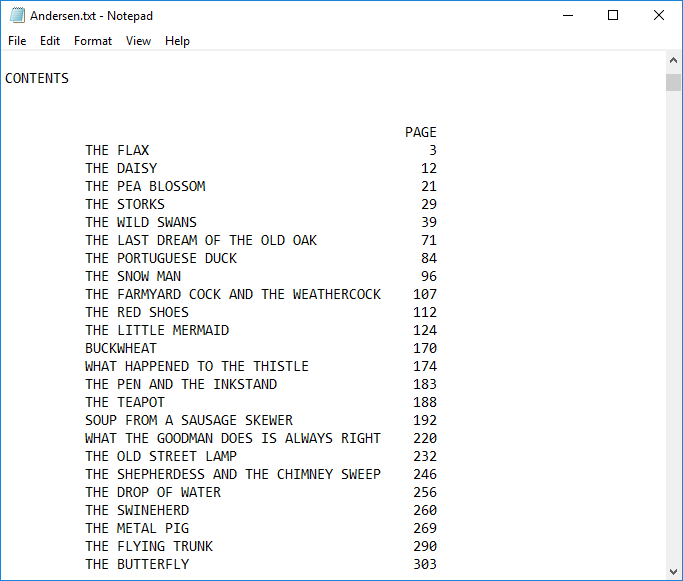 Andersen.txt - Notepad
File Edit Format View Help
CONTENTS
PAGE
THE FLAX 3
THE DAISY 12
THE PEA BLOSSOM 21
THE STORKS 29
THE WILD SWANS 39
THE LAST DREAM OF THE OLD OAK 71
THE PORTUGUESE DUCK 84
THE SNOW MAN 96
THE FARMYARD COCK AND THE WEATHERCOCK 107
THE RED SHOES 112
THE LITTLE MERMAID 124
BUCKWHEAT 170
WHAT HAPPENED TO THE THISTLE 174
THE PEN AND THE INKSTAND 183
THE TEAPOT 188
SOUP FROM A SAUSAGE SKEWER 192
WHAT THE GOODMAN DOES IS ALWAYS RIGHT 220
THE OLD STREET LAMP 232
THE SHEPHERDESS AND THE CHIMNEY SWEEP 246
THE DROP OF WATER 256
THE SWINEHERD 260
THE METAL PIG 269
THE FLYING TRUNK 290
THE BUTTERFLY 303